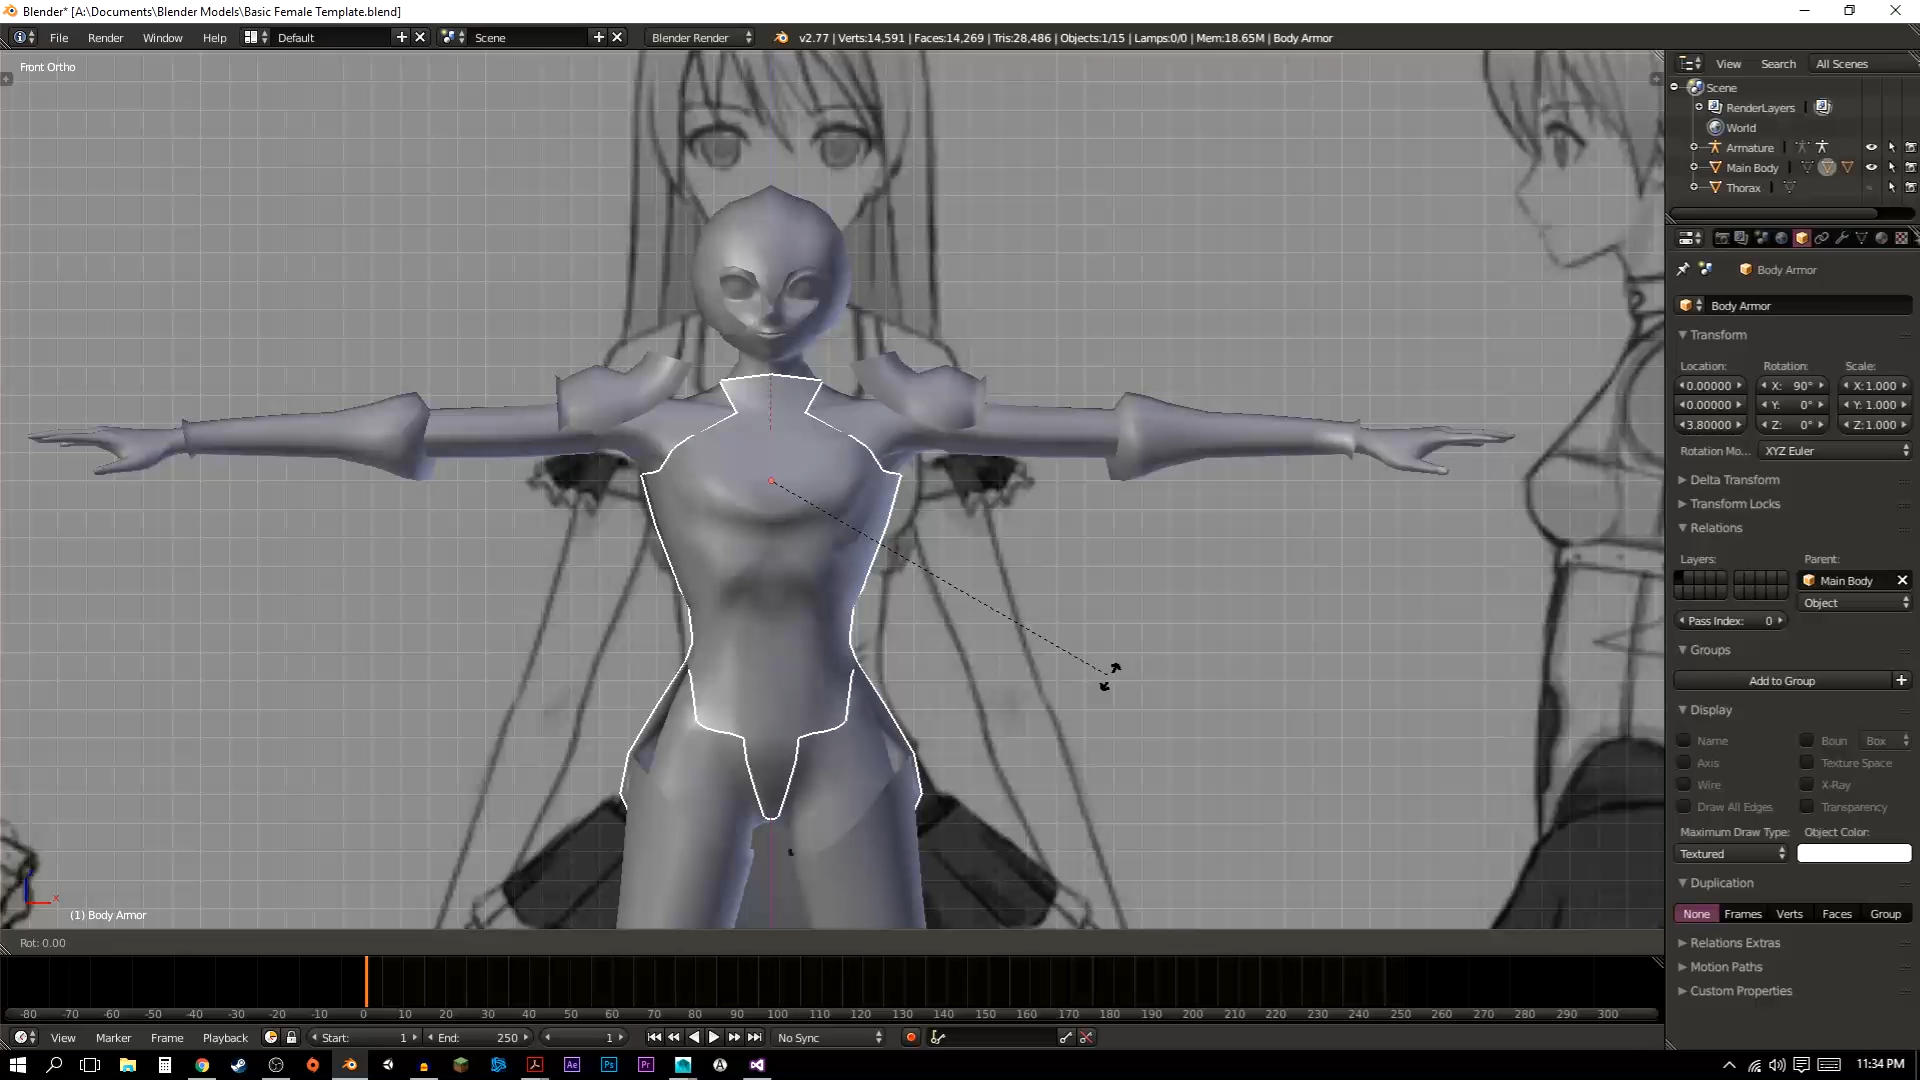 Blender* [A:\Documents\Blender Models\Basic Female Template.blend]
File Render Window Help Default Scene Blender Render v2.77 | Verts:14,591 | Faces:14,269 | Tris:28,486 | Objects:1/15 | Lamps:0/0 | Mem:18.65M | Body Armor
Front Ortho
View Search All Scenes
Scene
RenderLayers
World
Armature
Main Body
Thorax
Body Armor
Body Armor
Transform
Location: Rotation: Scale:
0.00000 X: 90° X: 1.000
0.00000 Y: 0° Y: 1.000
3.80000 Z: 0° Z: 1.000
Rotation Mo... XYZ Euler
Delta Transform
Transform Locks
Relations
Layers: Parent:
Main Body
Object
Pass Index: 0
Groups
Add to Group
Display
Name Boun Box
Axis Texture Space
Wire X-Ray
Draw All Edges Transparency
Maximum Draw Type: Object Color:
Textured
Duplication
None Frames Verts Faces Group
Relations Extras
Motion Paths
Custom Properties
x
(1) Body Armor
Rot: 0.00
-80 -70 -60 -50 -40 -30 -20 -10 0 10 20 30 40 50 60 70 80 90 100 110 120 130 140 150 160 170 180 190 200 210 220 230 240 250 260 270 280 290 300
View Marker Frame Playback Start: 1 End: 250 1 No Sync
Ae Ps Pr
11:34 PM